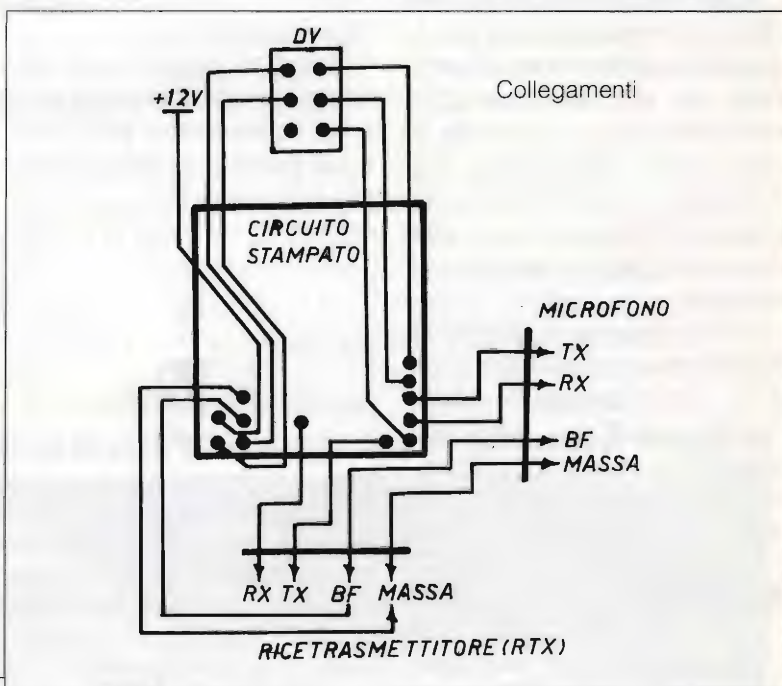 DV
+12V
Collegamenti
CIRCUITO
STAMPATO
MICROFONO
TX
RX
BF
MASSA
RX TX BF MASSA
RICETRASMETTITORE (RTX)